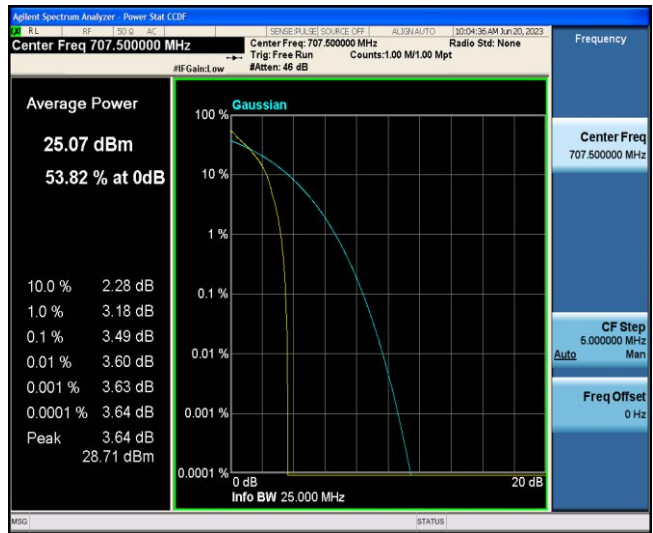 Agilent Spectrum Analyzer - Power Stat CCDF
RL RF 50 Ω AC SENSE:PULSE SOURCE OFF ALIGN AUTO 10:04:36 AM Jun 20, 2023
Center Freq 707.500000 MHz
Center Freq: 707.500000 MHz Radio Std: None
Trig: Free Run Counts:1.00 M/1.00 Mpt
#IFGain:Low #Atten: 46 dB
Frequency
Average Power
25.07 dBm
53.82 % at 0dB
10.0 % 2.28 dB
1.0 % 3.18 dB
0.1 % 3.49 dB
0.01 % 3.60 dB
0.001 % 3.63 dB
0.0001 % 3.64 dB
Peak 3.64 dB
28.71 dBm
Gaussian
100 %
10 %
1 %
0.1 %
0.01 %
0.001 %
0.0001 %
0 dB 20 dB
Info BW 25.000 MHz
Center Freq
707.500000 MHz
CF Step
5.000000 MHz
Auto Man
Freq Offset
0 Hz
MSG STATUS